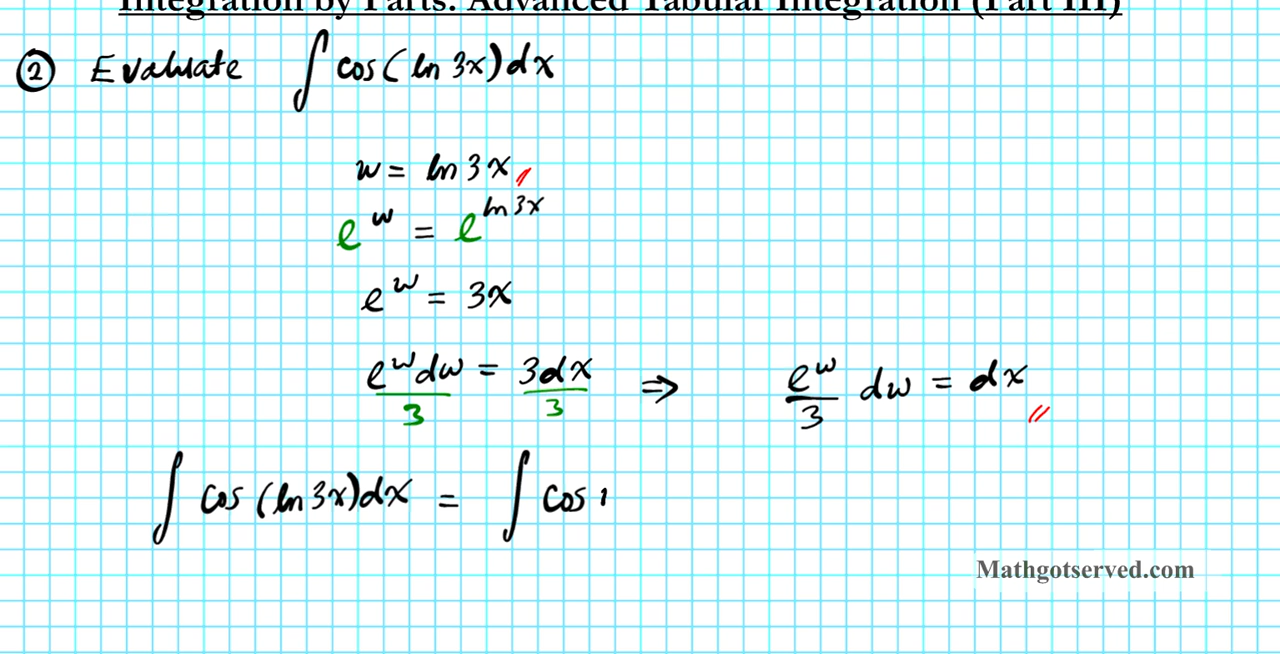 Integration by Parts: Advanced Tabular Integration (Part III)
② Evaluate ∫ cos(ln 3x)dx
w = ln 3x
e^w = e^ln 3x
e^w = 3x
e^w dw / 3 = 3dx / 3 ⇒ e^w / 3 dw = dx
∫ cos (ln 3x)dx = ∫ cos
Mathgotserved.com